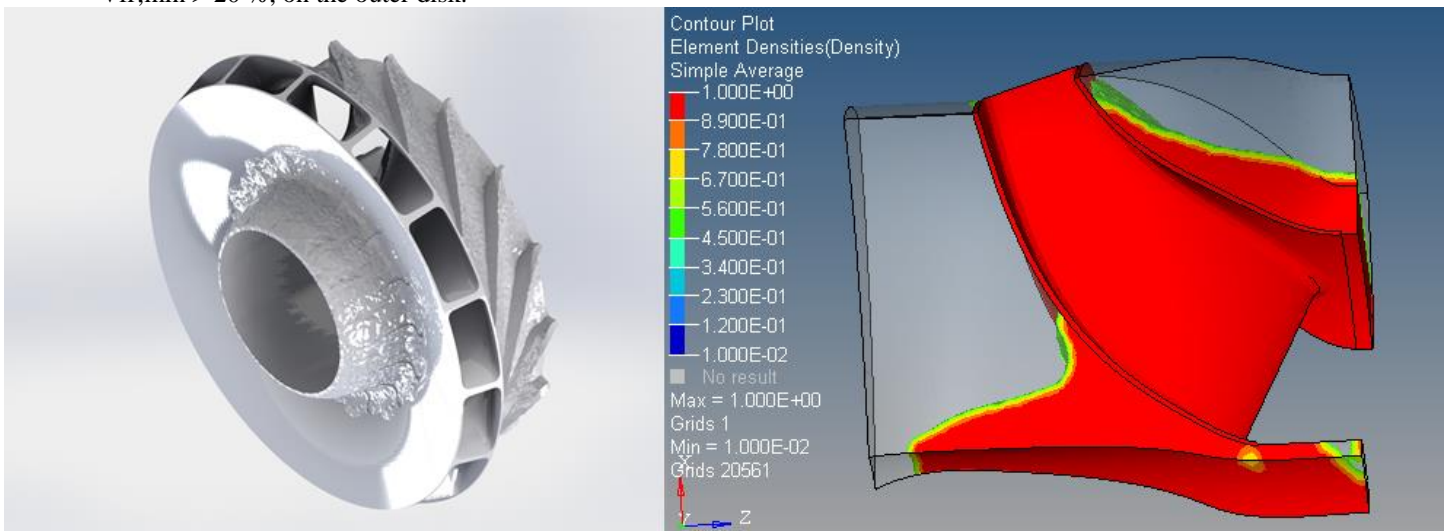 Contour Plot
Element Densities(Density)
Simple Average
1.000E+00
8.900E-01
7.800E-01
6.700E-01
5.600E-01
4.500E-01
3.400E-01
2.300E-01
1.200E-01
1.000E-02
No result
Max = 1.000E+00
Grids 1
Min = 1.000E-02
Grids 20561
Y
Z